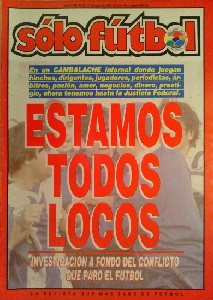 sólo fútbol
En un CAMBALACHE infernal donde juegan
hinchas, dirigentes, jugadores, periodistas, ár-
bitros, pasión, amor, negocios, dinero, presti-
gio, ahora tenemos hasta la Justicia Federal.
ESTAMOS
TODOS
LOCOS
INVESTIGACION A FONDO DEL CONFLICTO
QUE PARO EL FUTBOL
LA REVISTA QUE MAS SABE DE FUTBOL